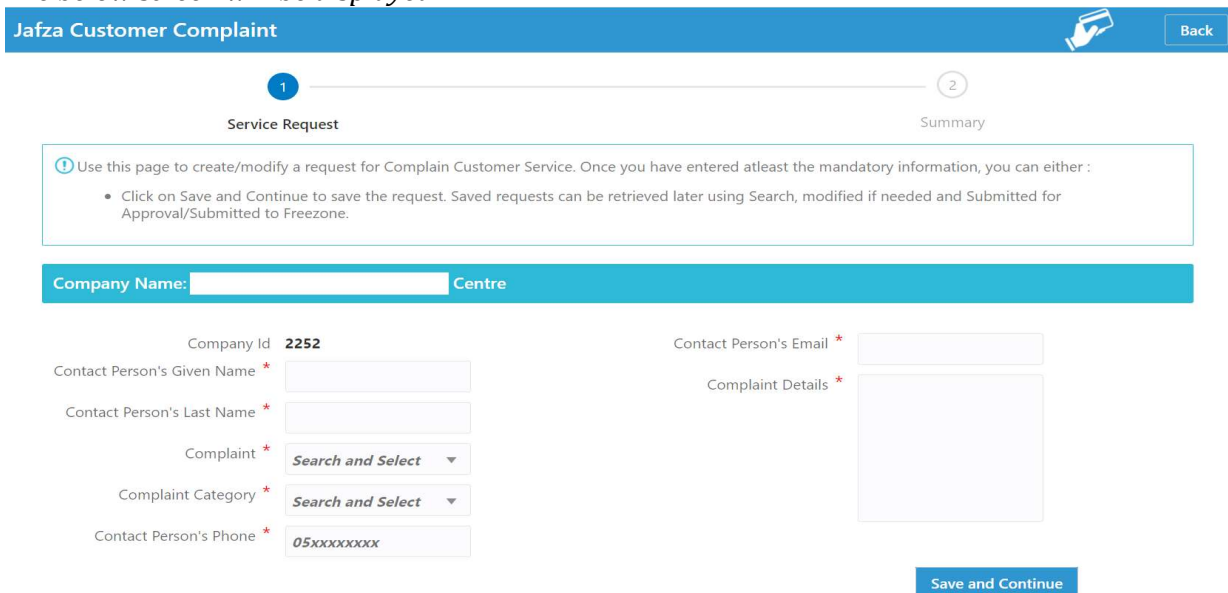 Jafza Customer Complaint
Back
1
2
Service Request
Summary
Use this page to create/modify a request for Complain Customer Service. Once you have entered atleast the mandatory information, you can either :
• Click on Save and Continue to save the request. Saved requests can be retrieved later using Search, modified if needed and Submitted for
Approval/Submitted to Freezone.
Company Name: Centre
Company Id 2252
Contact Person's Given Name *
Contact Person's Last Name *
Complaint * Search and Select
Complaint Category * Search and Select
Contact Person's Phone * 05xxxxxxxx
Contact Person's Email *
Complaint Details *
Save and Continue